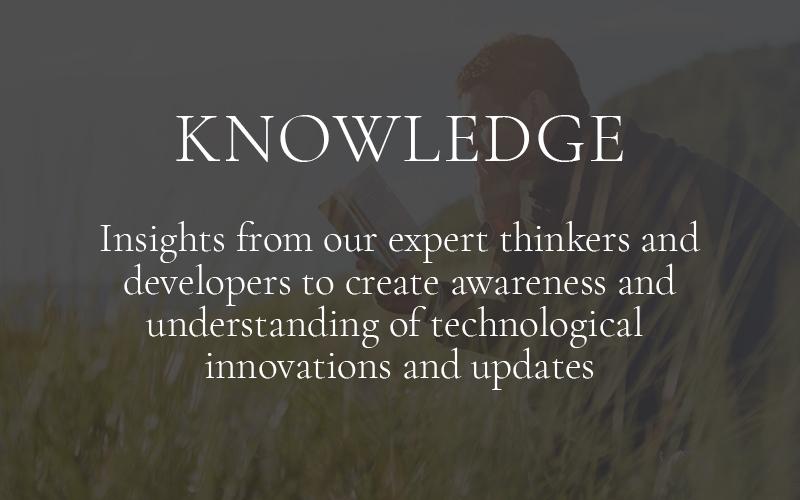 KNOWLEDGE
Insights from our expert thinkers and
developers to create awareness and
understanding of technological
innovations and updates